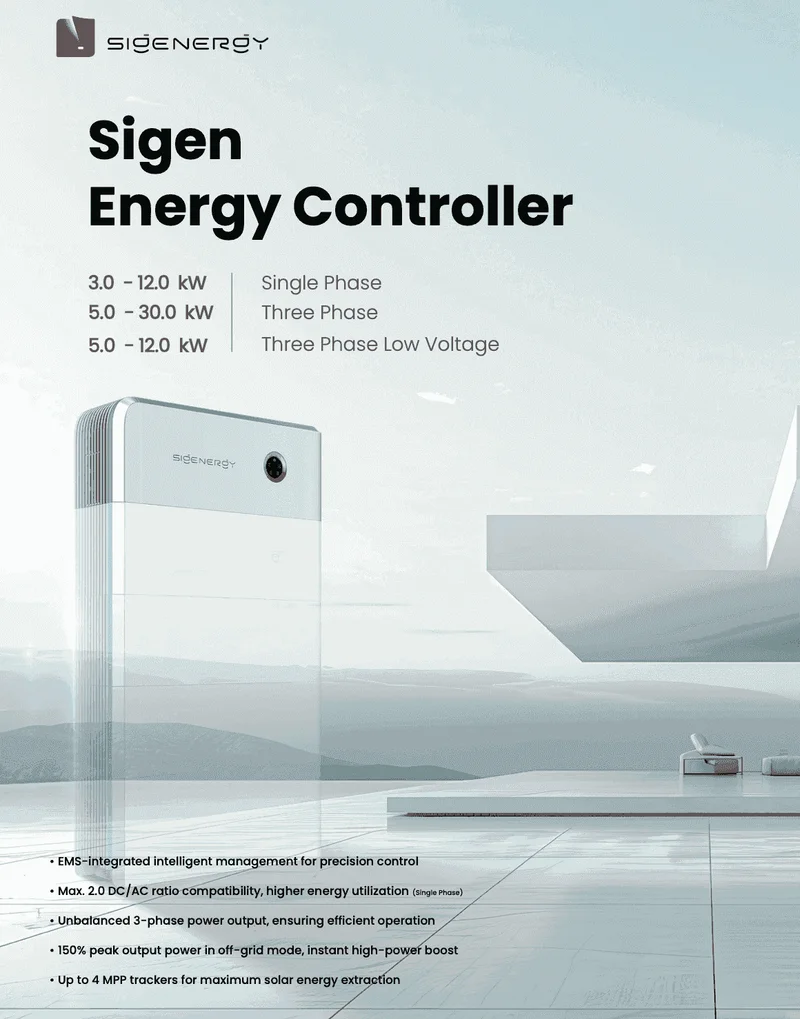 SIGENERGY
Sigen
Energy Controller
3.0 - 12.0 kW Single Phase
5.0 - 30.0 kW Three Phase
5.0 - 12.0 kW Three Phase Low Voltage
SIGENERGY
• EMS-integrated intelligent management for precision control
• Max. 2.0 DC/AC ratio compatibility, higher energy utilization (Single Phase)
• Unbalanced 3-phase power output, ensuring efficient operation
• 150% peak output power in off-grid mode, instant high-power boost
• Up to 4 MPP trackers for maximum solar energy extraction